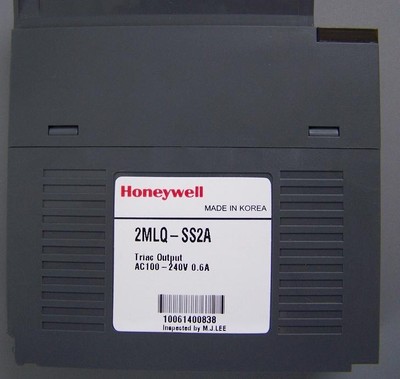 Honeywell
MADE IN KOREA
2MLQ-SS2A
Triac Output
AC100-240V 0.6A
10061400838
Inspected by M.J.LEE